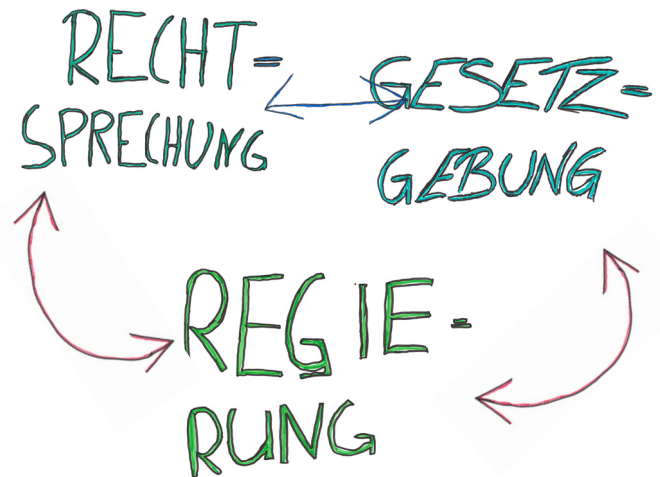 RECHT=
SPRECHUNG
GESETZ=
GEBUNG
REGIE-
RUNG